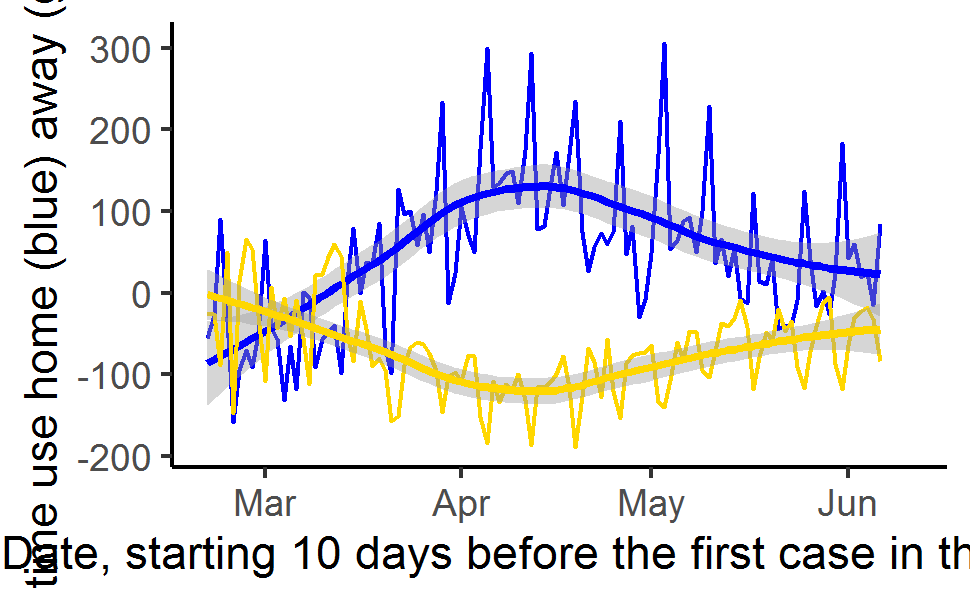 time use home (blue) away (g
300
200
100
0
-100
-200
Mar Apr May Jun
Date, starting 10 days before the first case in th